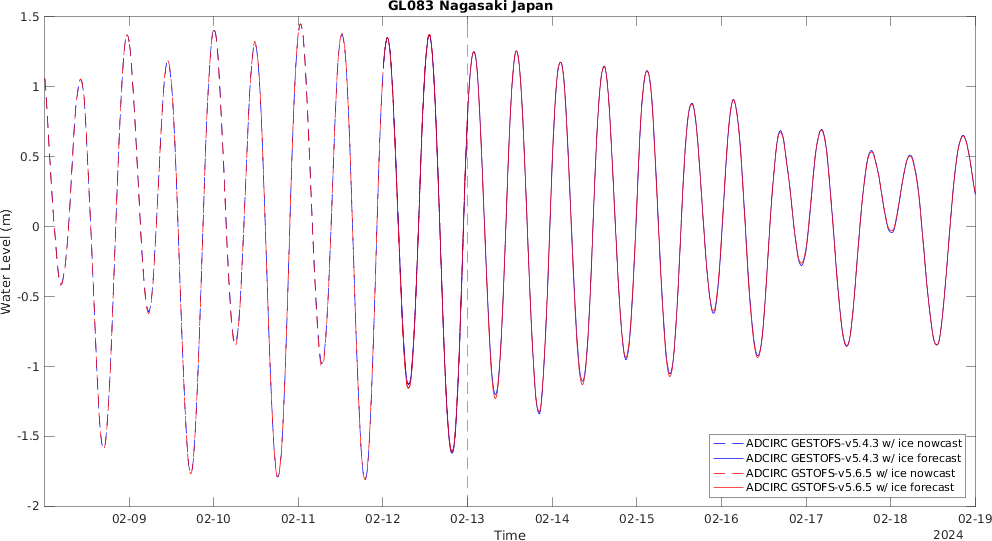 GL083 Nagasaki Japan
Water Level (m)
1.5
1
0.5
0
-0.5
-1
-1.5
-2
ADCIRC GESTOFS-v5.4.3 w/ ice nowcast
ADCIRC GESTOFS-v5.4.3 w/ ice forecast
ADCIRC GSTOFS-v5.6.5 w/ ice nowcast
ADCIRC GSTOFS-v5.6.5 w/ ice forecast
02-09 02-10 02-11 02-12 02-13 02-14 02-15 02-16 02-17 02-18 02-19
Time
2024